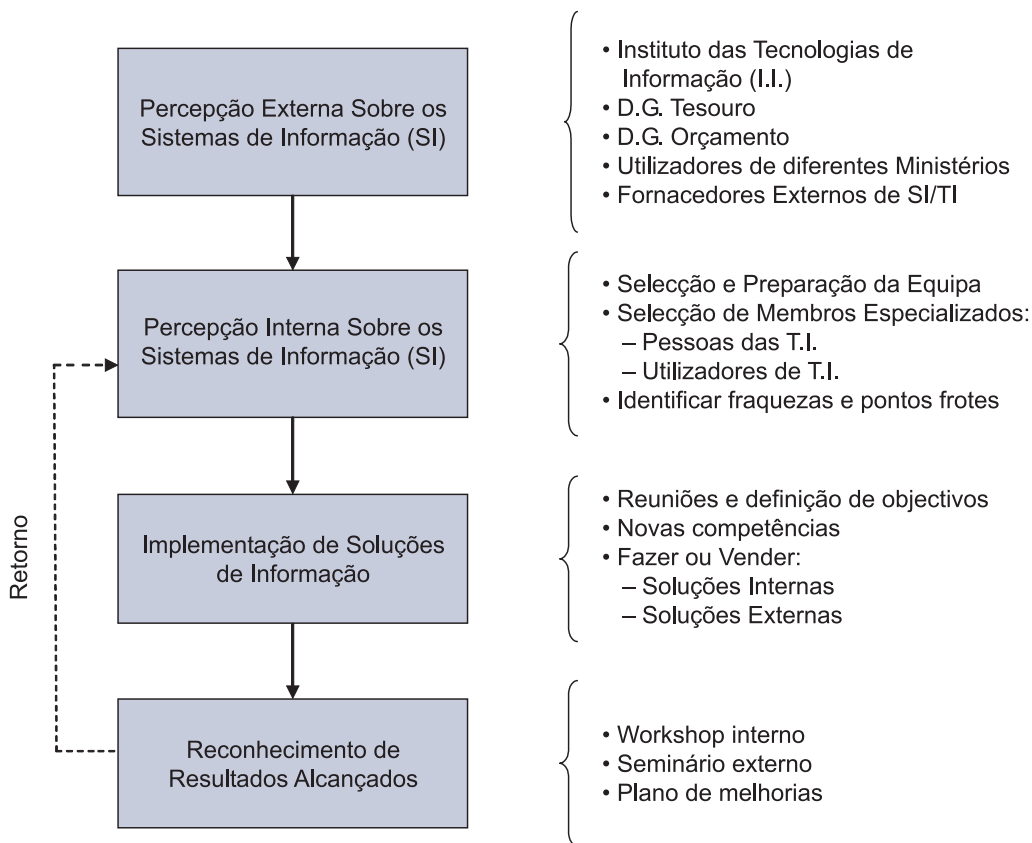 Percepção Externa Sobre os
Sistemas de Informação (SI)
• Instituto das Tecnologias de
Informação (I.I.)
• D.G. Tesouro
• D.G. Orçamento
• Utilizadores de diferentes Ministérios
• Fornacedores Externos de SI/TI
Percepção Interna Sobre os
Sistemas de Informação (SI)
• Selecção e Preparação da Equipa
• Selecção de Membros Especializados:
– Pessoas das T.I.
– Utilizadores de T.I.
• Identificar fraquezas e pontos frotes
Retorno
Implementação de Soluções
de Informação
• Reuniões e definição de objectivos
• Novas competências
• Fazer ou Vender:
– Soluções Internas
– Soluções Externas
Reconhecimento de
Resultados Alcançados
• Workshop interno
• Seminário externo
• Plano de melhorias